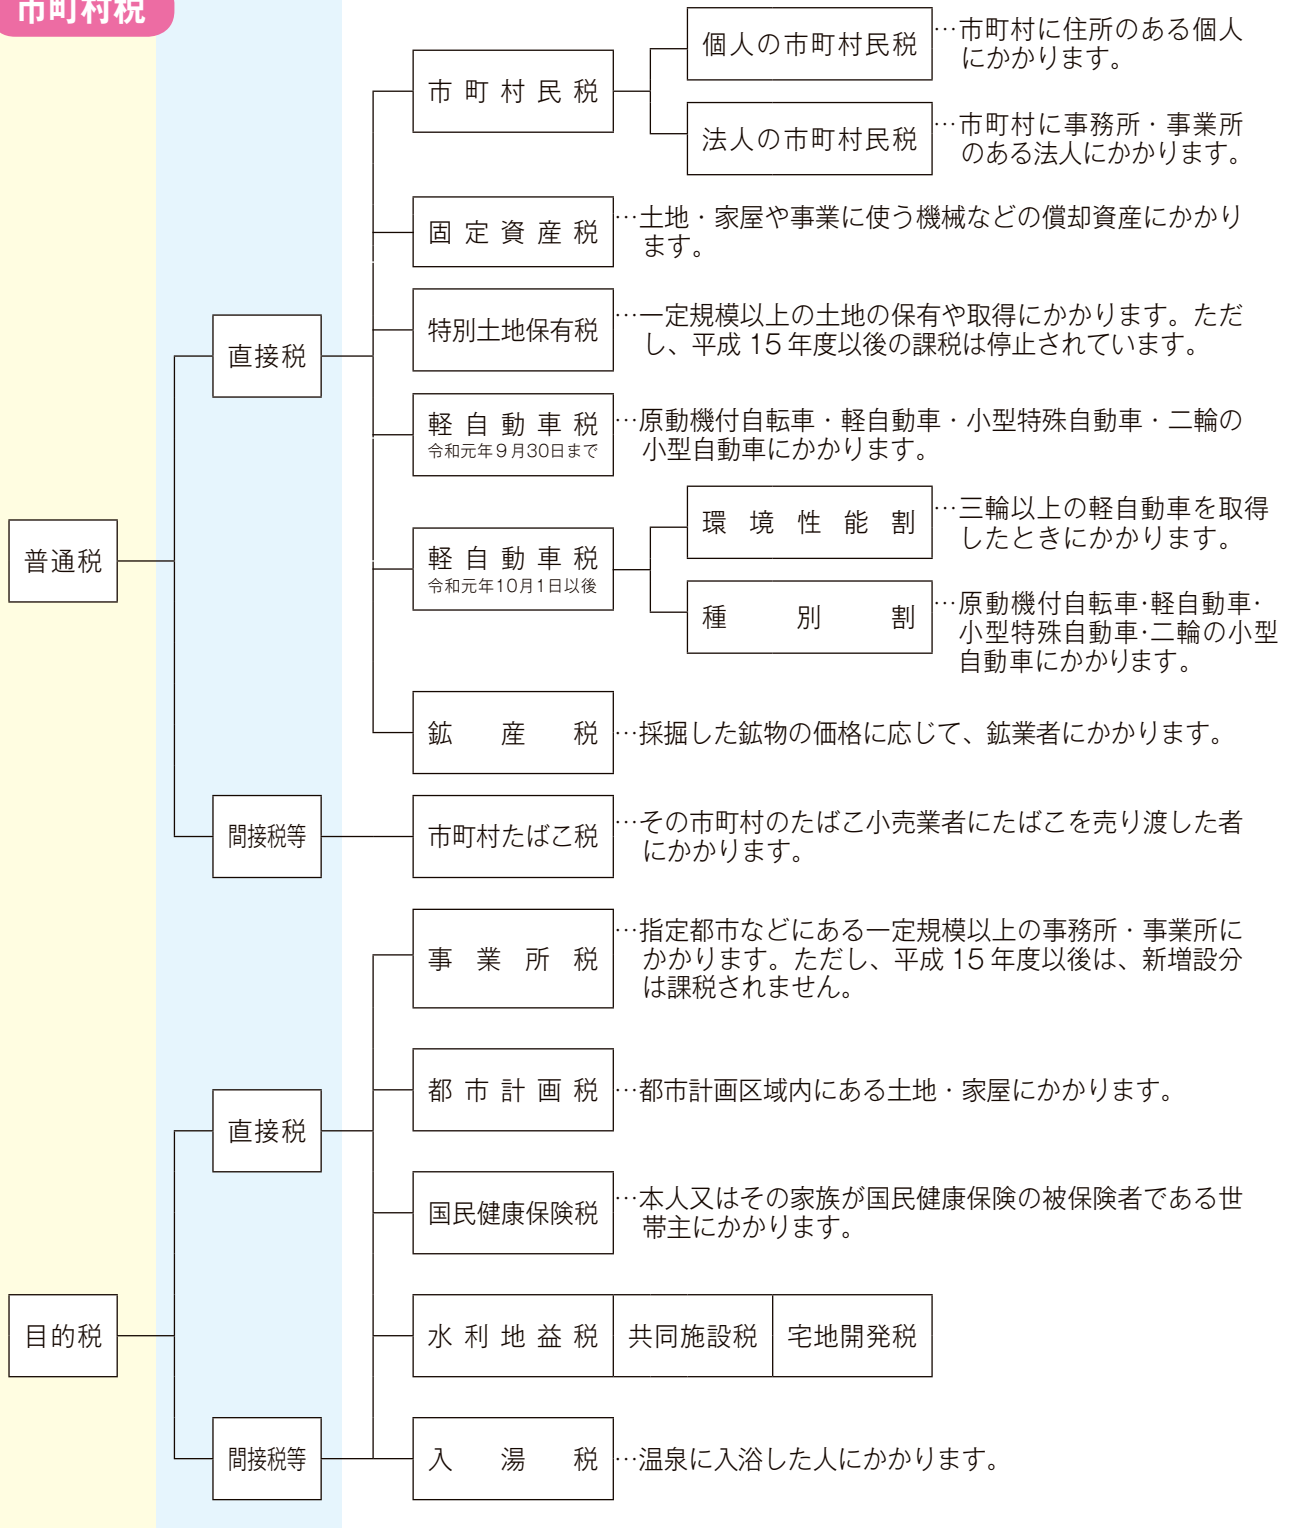 市町村税
普通税
直接税
市町村民税
個人の市町村民税
…市町村に住所のある個人
にかかります。
法人の市町村民税
…市町村に事務所・事業所
のある法人にかかります。
固定資産税
…土地・家屋や事業に使う機械などの償却資産にかかり
ます。
特別土地保有税
…一定規模以上の土地の保有や取得にかかります。ただ
し、平成 15 年度以後の課税は停止されています。
軽自動車税
令和元年9月30日まで
…原動機付自転車・軽自動車・小型特殊自動車・二輪の
小型自動車にかかります。
軽自動車税
令和元年10月1日以後
環境性能割
…三輪以上の軽自動車を取得
したときにかかります。
種別割
…原動機付自転車・軽自動車・
小型特殊自動車・二輪の小型
自動車にかかります。
鉱産税
…採掘した鉱物の価格に応じて、鉱業者にかかります。
間接税等
市町村たばこ税
…その市町村のたばこ小売業者にたばこを売り渡した者
にかかります。
目的税
直接税
事業所税
…指定都市などにある一定規模以上の事務所・事業所に
かかります。ただし、平成 15 年度以後は、新増設分
は課税されません。
都市計画税
…都市計画区域内にある土地・家屋にかかります。
国民健康保険税
…本人又はその家族が国民健康保険の被保険者である世
帯主にかかります。
水利地益税
共同施設税
宅地開発税
間接税等
入湯税
…温泉に入浴した人にかかります。